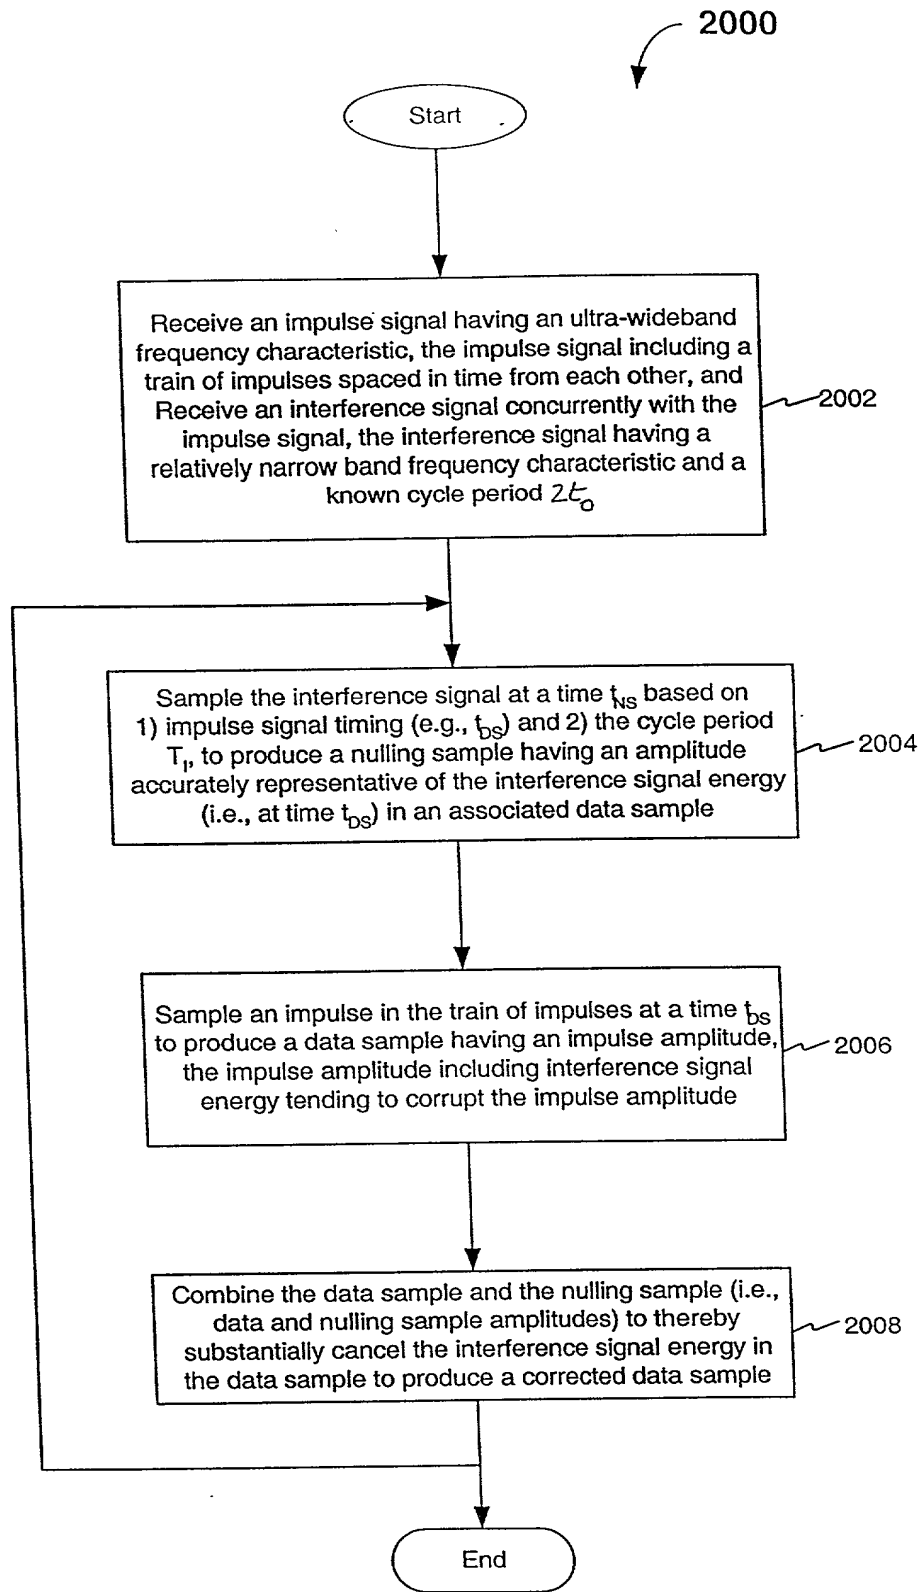 2000
Start
Receive an impulse signal having an ultra-wideband
frequency characteristic, the impulse signal including a
train of impulses spaced in time from each other, and
Receive an interference signal concurrently with the
impulse signal, the interference signal having a
relatively narrow band frequency characteristic and a
known cycle period 2t₀
2002
Sample the interference signal at a time t_NS based on
1) impulse signal timing (e.g., t_DS) and 2) the cycle period
T_I, to produce a nulling sample having an amplitude
accurately representative of the interference signal energy
(i.e., at time t_DS) in an associated data sample
2004
Sample an impulse in the train of impulses at a time t_DS
to produce a data sample having an impulse amplitude,
the impulse amplitude including interference signal
energy tending to corrupt the impulse amplitude
2006
Combine the data sample and the nulling sample (i.e.,
data and nulling sample amplitudes) to thereby
substantially cancel the interference signal energy in
the data sample to produce a corrected data sample
2008
End